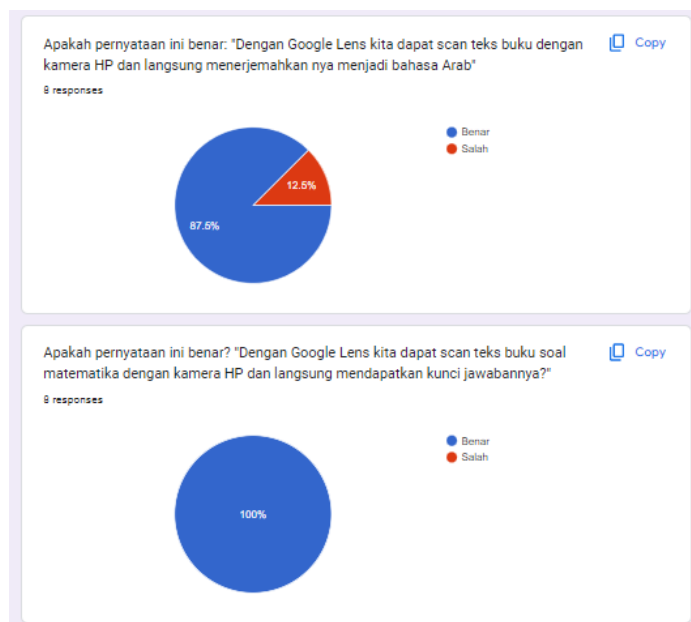 Apakah pernyataan ini benar: "Dengan Google Lens kita dapat scan teks buku dengan
kamera HP dan langsung menerjemahkan nya menjadi bahasa Arab"
Copy
8 responses
Benar
Salah
12.5%
87.5%
Apakah pernyataan ini benar? "Dengan Google Lens kita dapat scan teks buku soal
matematika dengan kamera HP dan langsung mendapatkan kunci jawabannya?"
Copy
8 responses
Benar
Salah
100%